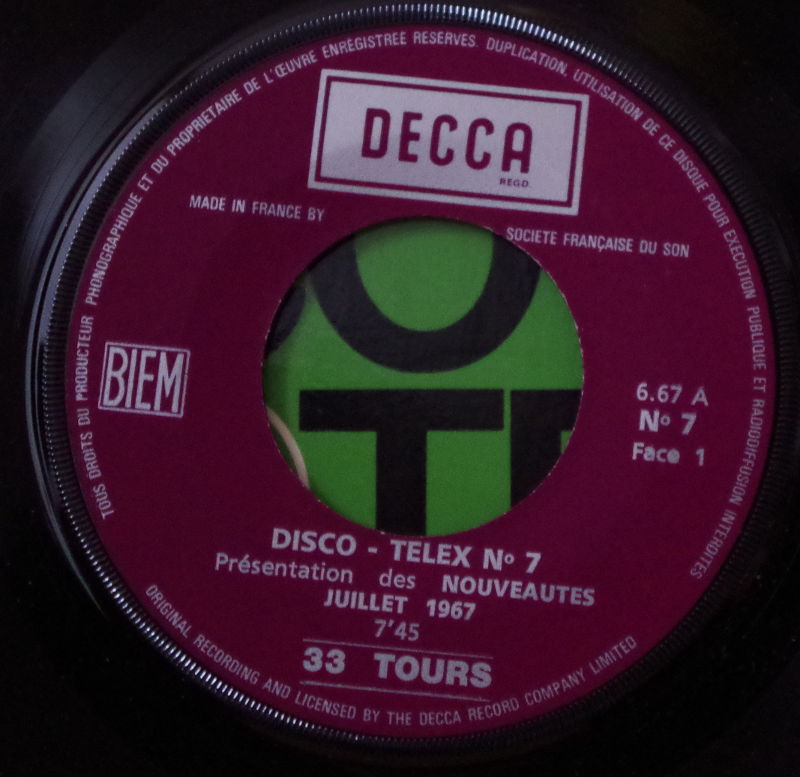 TOUS DROITS DU PRODUCTEUR PHONOGRAPHIQUE ET DU PROPRIETAIRE DE L'ŒUVRE ENREGISTREE RESERVES. DUPLICATION, UTILISATION DE CE DISQUE POUR EXECUTION PUBLIQUE ET RADIODIFFUSION INTERDITES
DECCA
REGD.
MADE IN FRANCE BY
SOCIETE FRANÇAISE DU SON
BIEM
6.67 A
Nº 7
Face 1
DISCO - TELEX Nº 7
Présentation des NOUVEAUTES
JUILLET 1967
7'45
33 TOURS
ORIGINAL RECORDING AND LICENSED BY THE DECCA RECORD COMPANY LIMITED